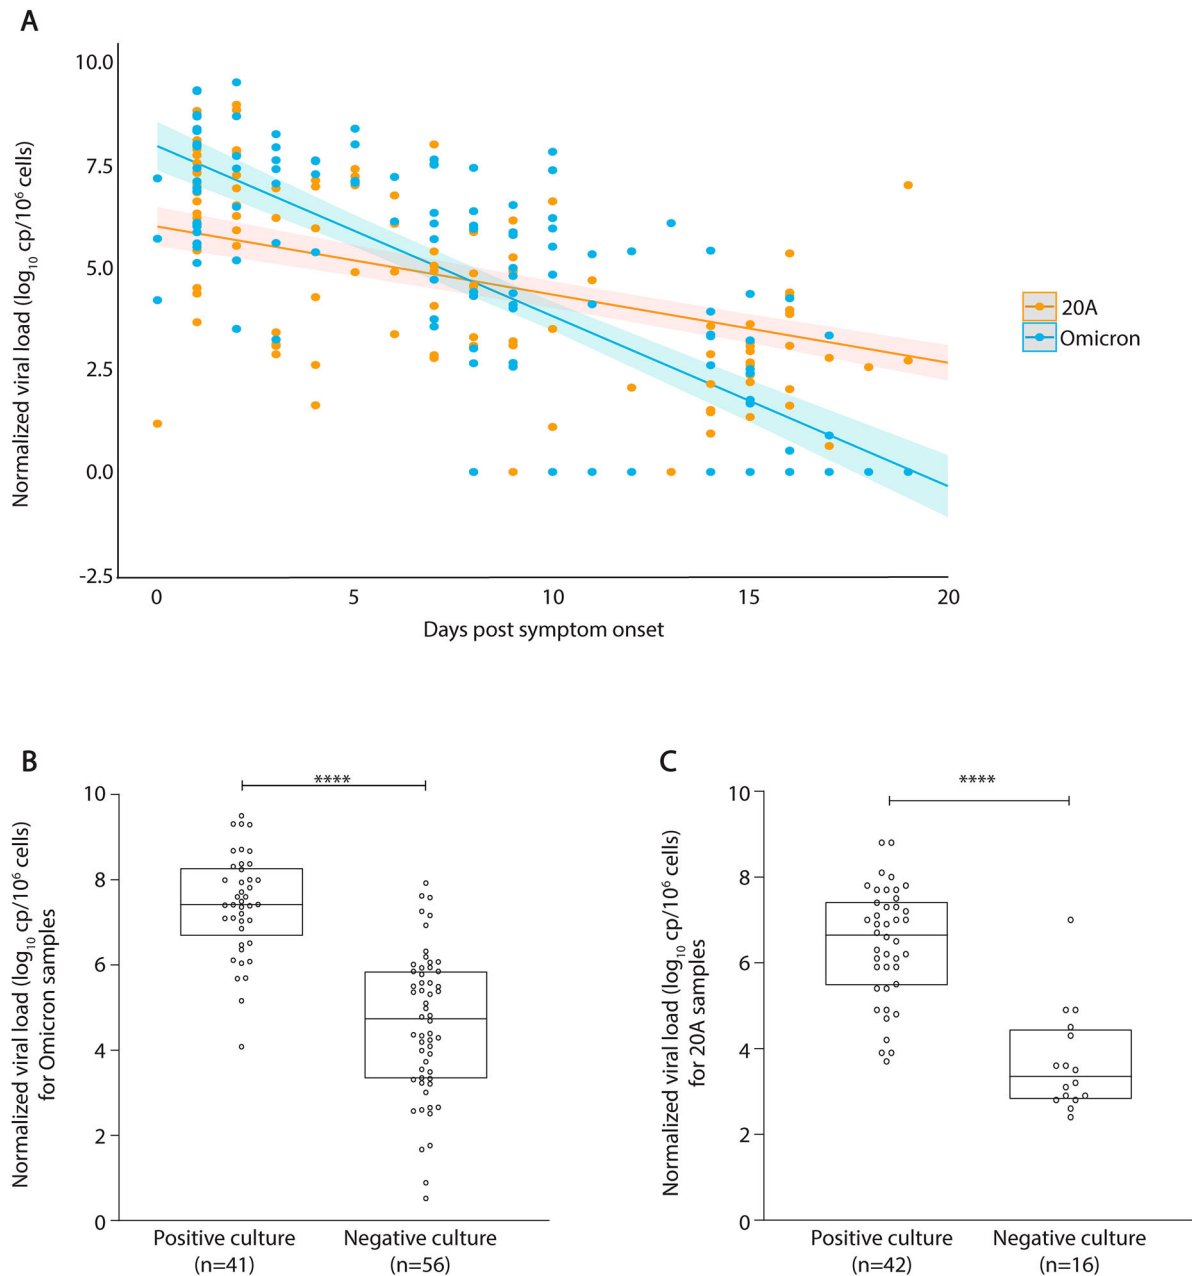 A
Normalized viral load (log10 cp/10⁶ cells)
10.0
7.5
5.0
2.5
0.0
-2.5
0 5 10 15 20
Days post symptom onset
20A
Omicron
B
****
Normalized viral load (log10 cp/10⁶ cells)
for Omicron samples
10
8
6
4
2
0
Positive culture Negative culture
(n=41) (n=56)
C
****
Normalized viral load (log10 cp/10⁶ cells)
for 20A samples
10
8
6
4
2
0
Positive culture Negative culture
(n=42) (n=16)